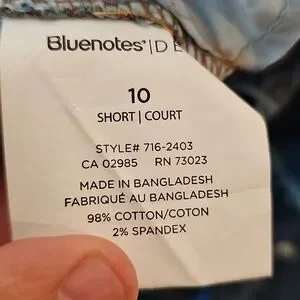 Bluenotes' | DE
10
SHORT | COURT
STYLE# 716-2403
CA 02985 RN 73023
MADE IN BANGLADESH
FABRIQUÉ AU BANGLADESH
98% COTTON/COTON
2% SPANDEX